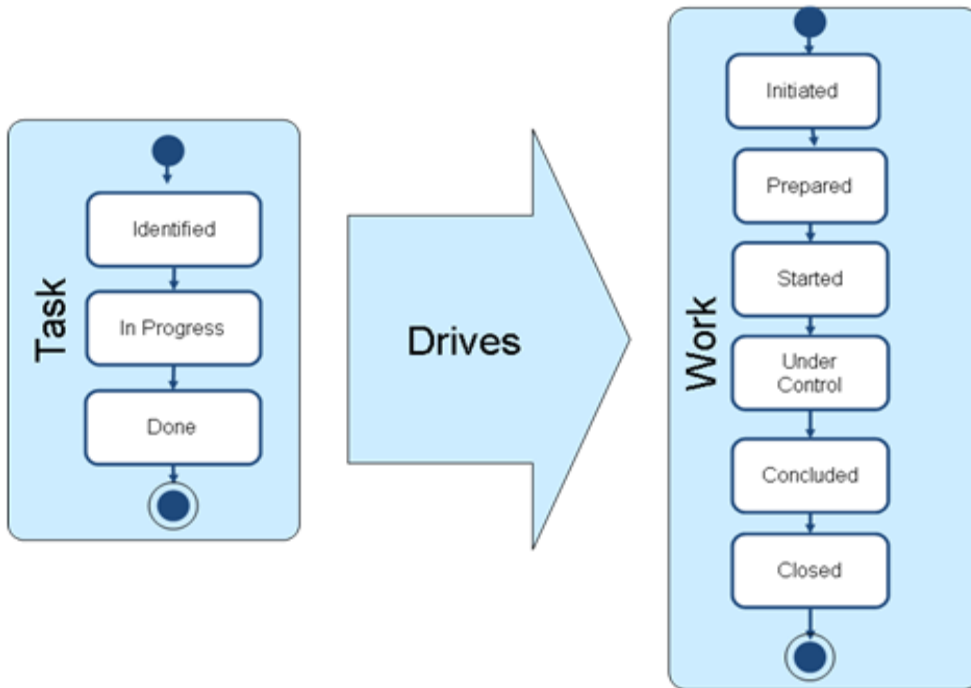 Task
Identified
In Progress
Done
Drives
Work
Initiated
Prepared
Started
Under
Control
Concluded
Closed